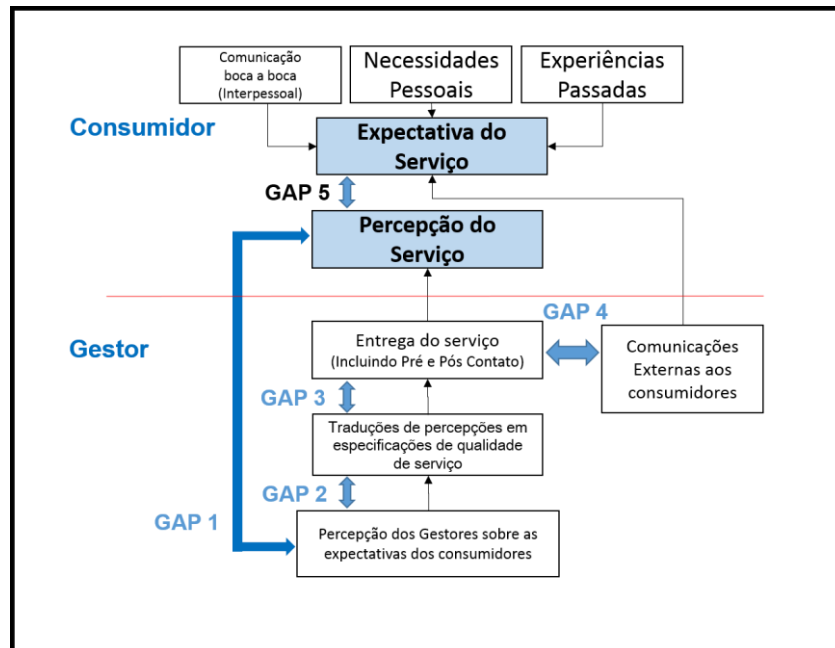 Comunicação
boca a boca
(Interpessoal)
Necessidades
Pessoais
Experiências
Passadas
Consumidor
Expectativa do
Serviço
GAP 5
Percepção do
Serviço
GAP 4
Gestor
Entrega do serviço
(Incluindo Pré e Pós Contato)
Comunicações
Externas aos
consumidores
GAP 3
Traduções de percepções em
especificações de qualidade
de serviço
GAP 2
GAP 1
Percepção dos Gestores sobre as
expectativas dos consumidores